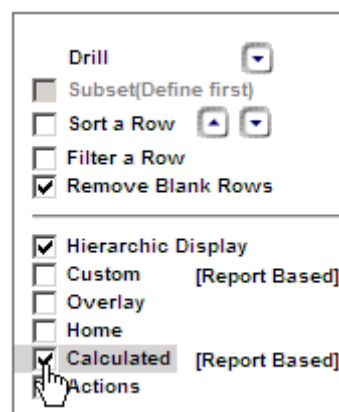 Drill
Subset(Define first)
Sort a Row
Filter a Row
Remove Blank Rows
Hierarchic Display
Custom [Report Based]
Overlay
Home
Calculated [Report Based]
Actions